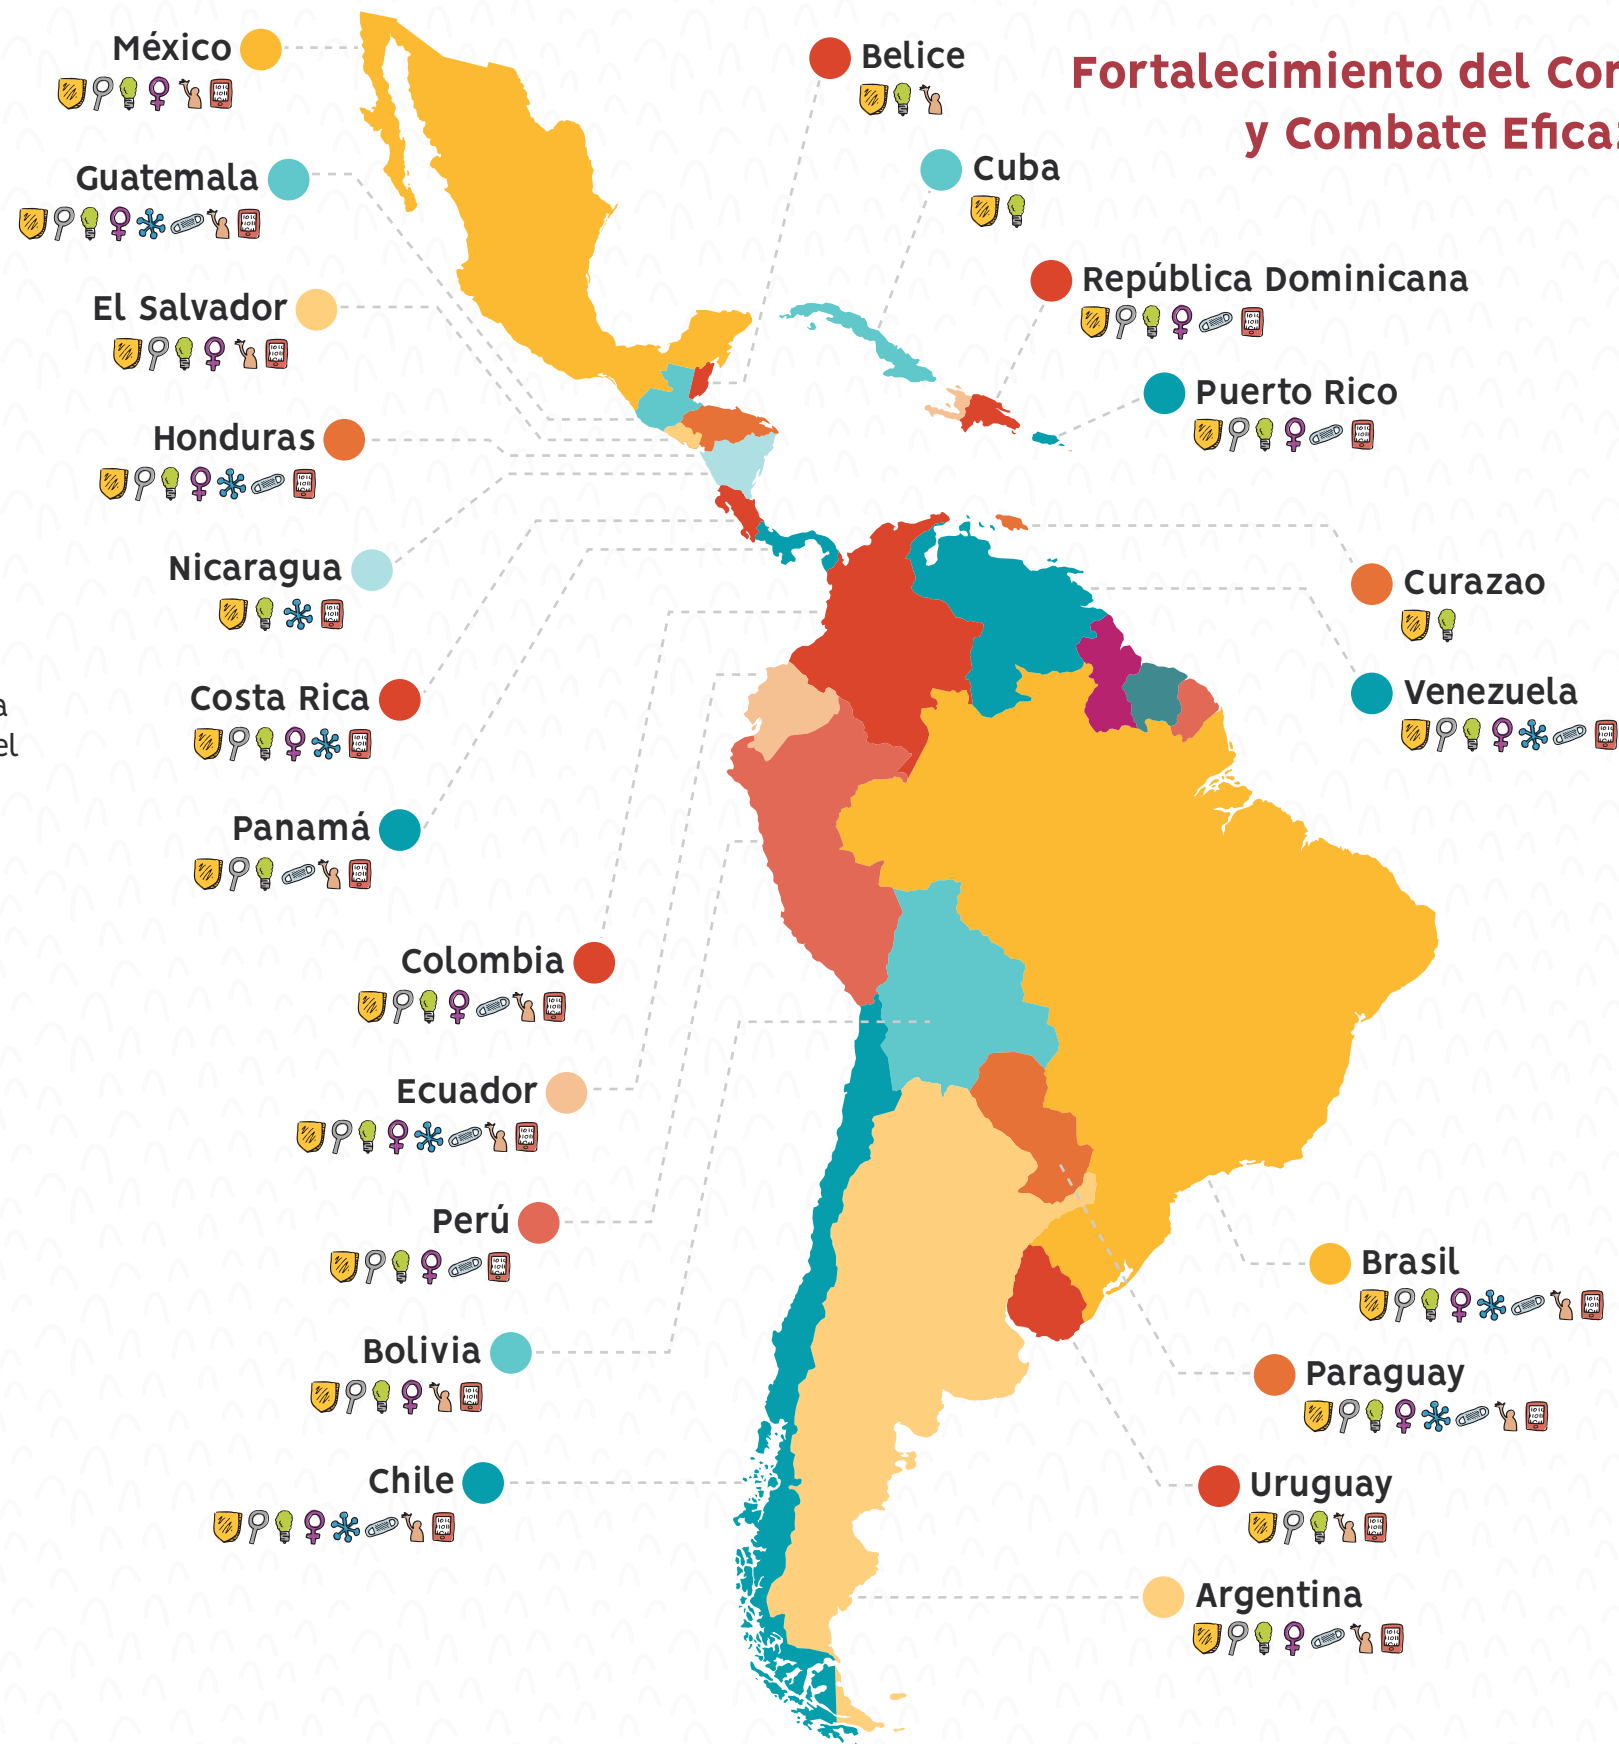 Fortalecimiento del Cor
y Combate Efica
México
Guatemala
El Salvador
Honduras
Nicaragua
Costa Rica
Panamá
Colombia
Ecuador
Perú
Bolivia
Chile
Belice
Cuba
República Dominicana
Puerto Rico
Curazao
Venezuela
Brasil
Paraguay
Uruguay
Argentina
a
el